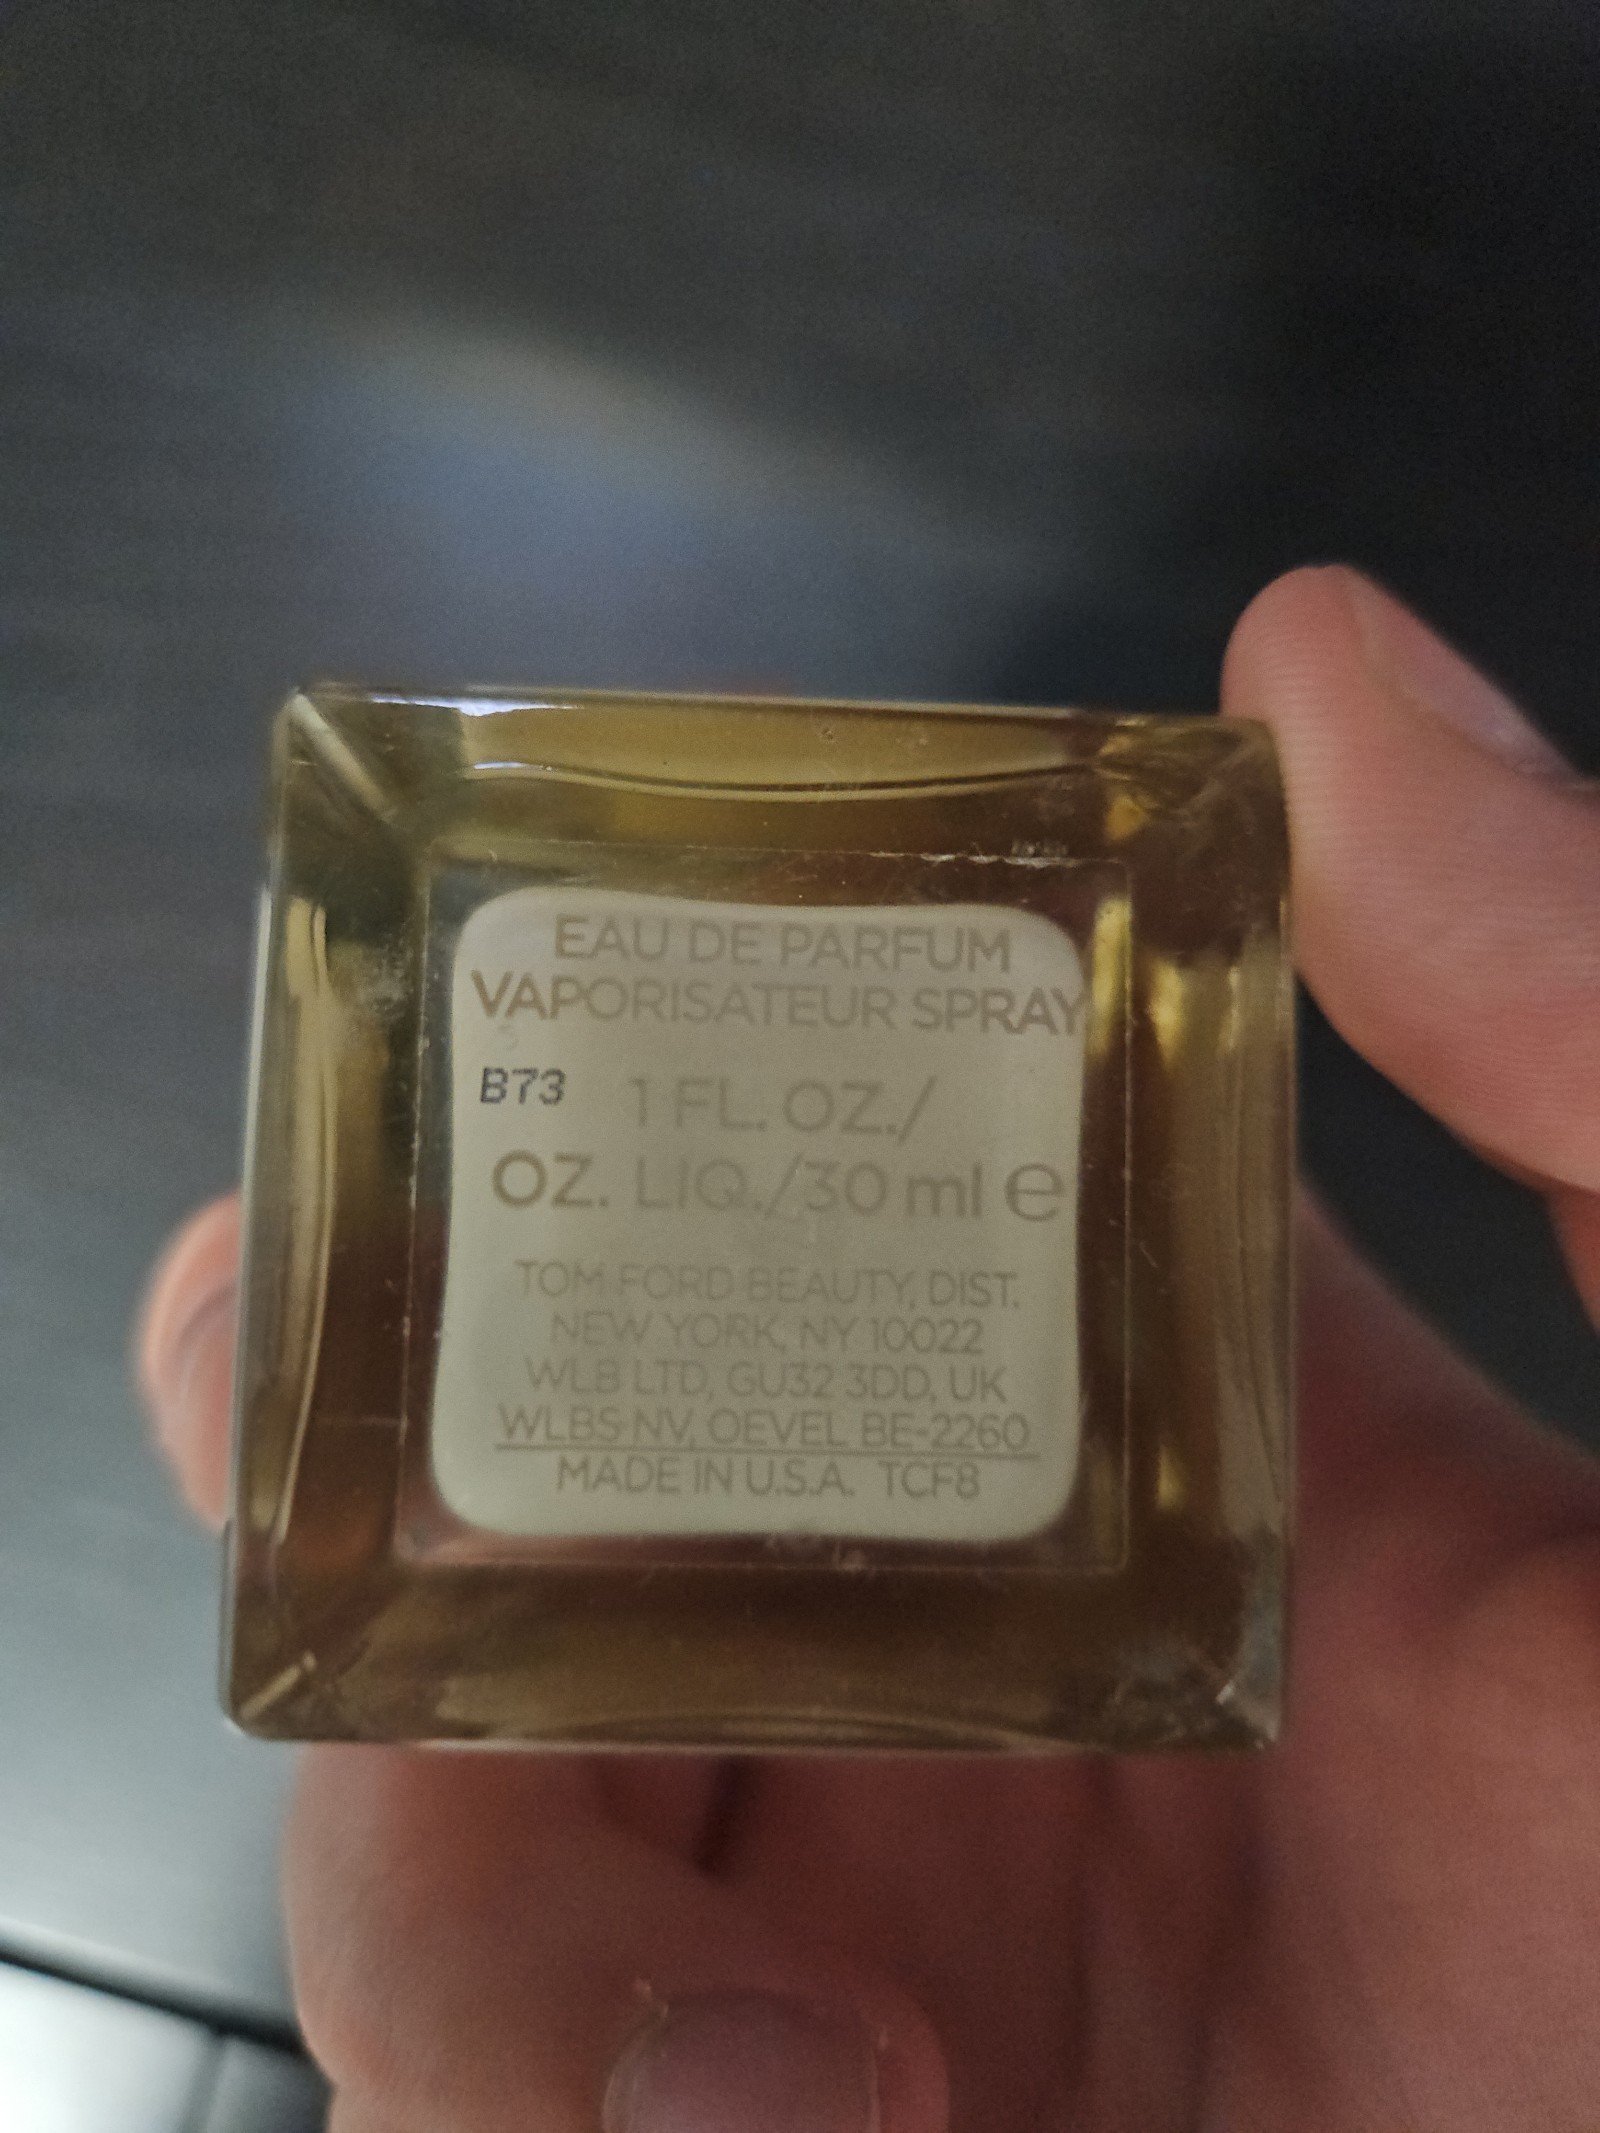 EAU DE PARFUM
VAPORISATEUR SPRAY
B73 1 FL. OZ./
OZ. LIQ./30 ml e
TOM FORD BEAUTY, DIST.
NEW YORK, NY 10022
WLB LTD, GU32 3DD, UK
WLBS NV, OEVEL BE-2260
MADE IN U.S.A. TCF8